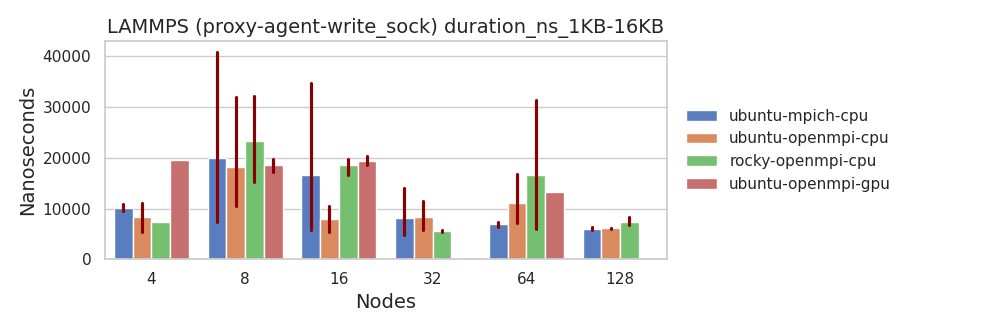 LAMMPS (proxy-agent-write_sock) duration_ns_1KB-16KB
Nanoseconds
40000
30000
20000
10000
0
4 8 16 32 64 128
Nodes
ubuntu-mpich-cpu
ubuntu-openmpi-cpu
rocky-openmpi-cpu
ubuntu-openmpi-gpu